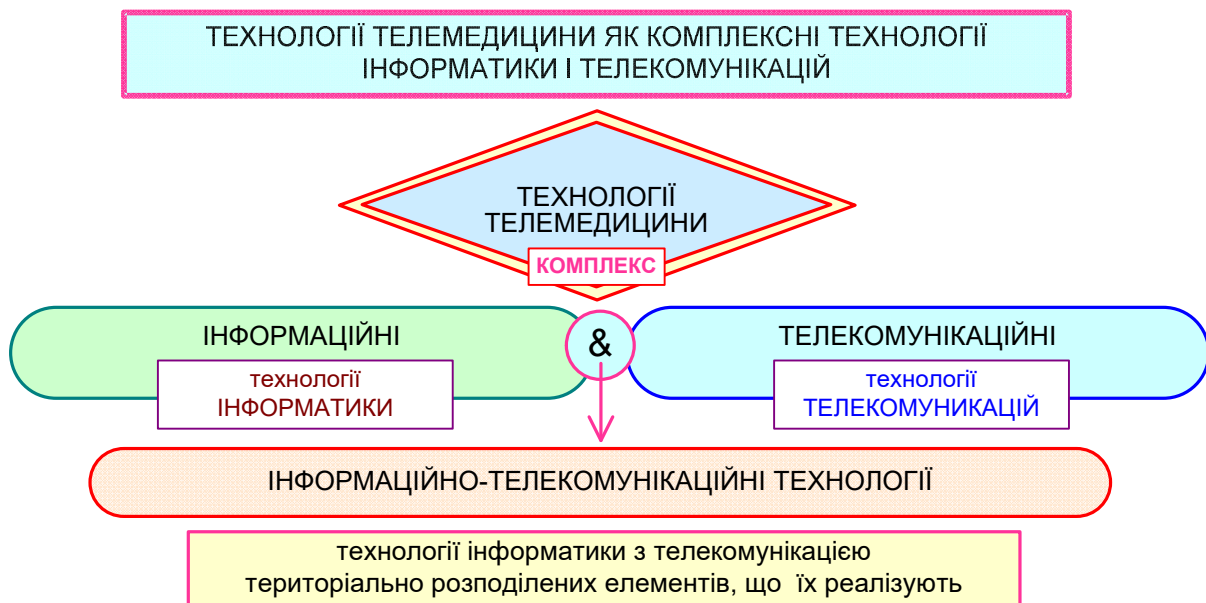 ТЕХНОЛОГІЇ ТЕЛЕМЕДИЦИНИ ЯК КОМПЛЕКСНІ ТЕХНОЛОГІЇ
ІНФОРМАТИКИ І ТЕЛЕКОМУНІКАЦІЙ
ТЕХНОЛОГІЇ
ТЕЛЕМЕДИЦИНИ
КОМПЛЕКС
ІНФОРМАЦІЙНІ
технології
ІНФОРМАТИКИ
&
ТЕЛЕКОМУНІКАЦІЙНІ
технології
ТЕЛЕКОМУНИКАЦІЙ
ІНФОРМАЦІЙНО-ТЕЛЕКОМУНІКАЦІЙНІ ТЕХНОЛОГІЇ
технології інформатики з телекомунікацією
територіально розподілених елементів, що їх реалізують